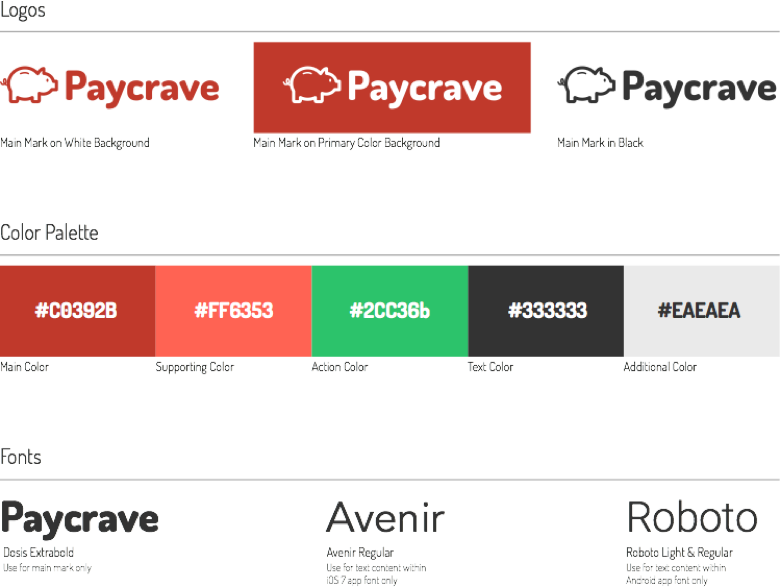 Logos
Paycrave
Paycrave
Paycrave
Main Mark on White Background
Main Mark on Primary Color Background
Main Mark in Black
Color Palette
#C0392B
#FF6353
#2CC36b
#333333
#EAEAEA
Main Color
Supporting Color
Action Color
Text Color
Additional Color
Fonts
Paycrave
Avenir
Roboto
Dosis Extrabold
Avenir Regular
Roboto Light & Regular
Use for main mark only
Use for text content within
iOS 7 app font only
Use for text content within
Android app font only